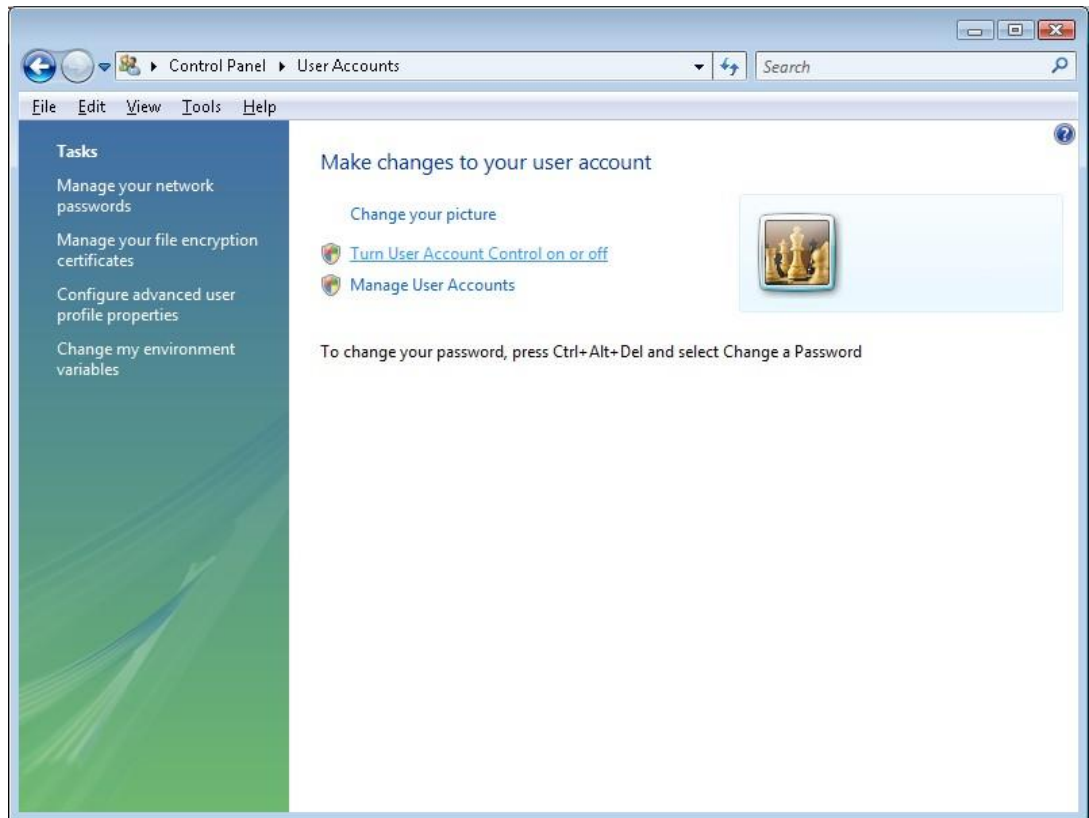 Control Panel User Accounts
Search
File Edit View Tools Help
Tasks
Manage your network
passwords
Manage your file encryption
certificates
Configure advanced user
profile properties
Change my environment
variables
Make changes to your user account
Change your picture
Turn User Account Control on or off
Manage User Accounts
To change your password, press Ctrl+Alt+Del and select Change a Password